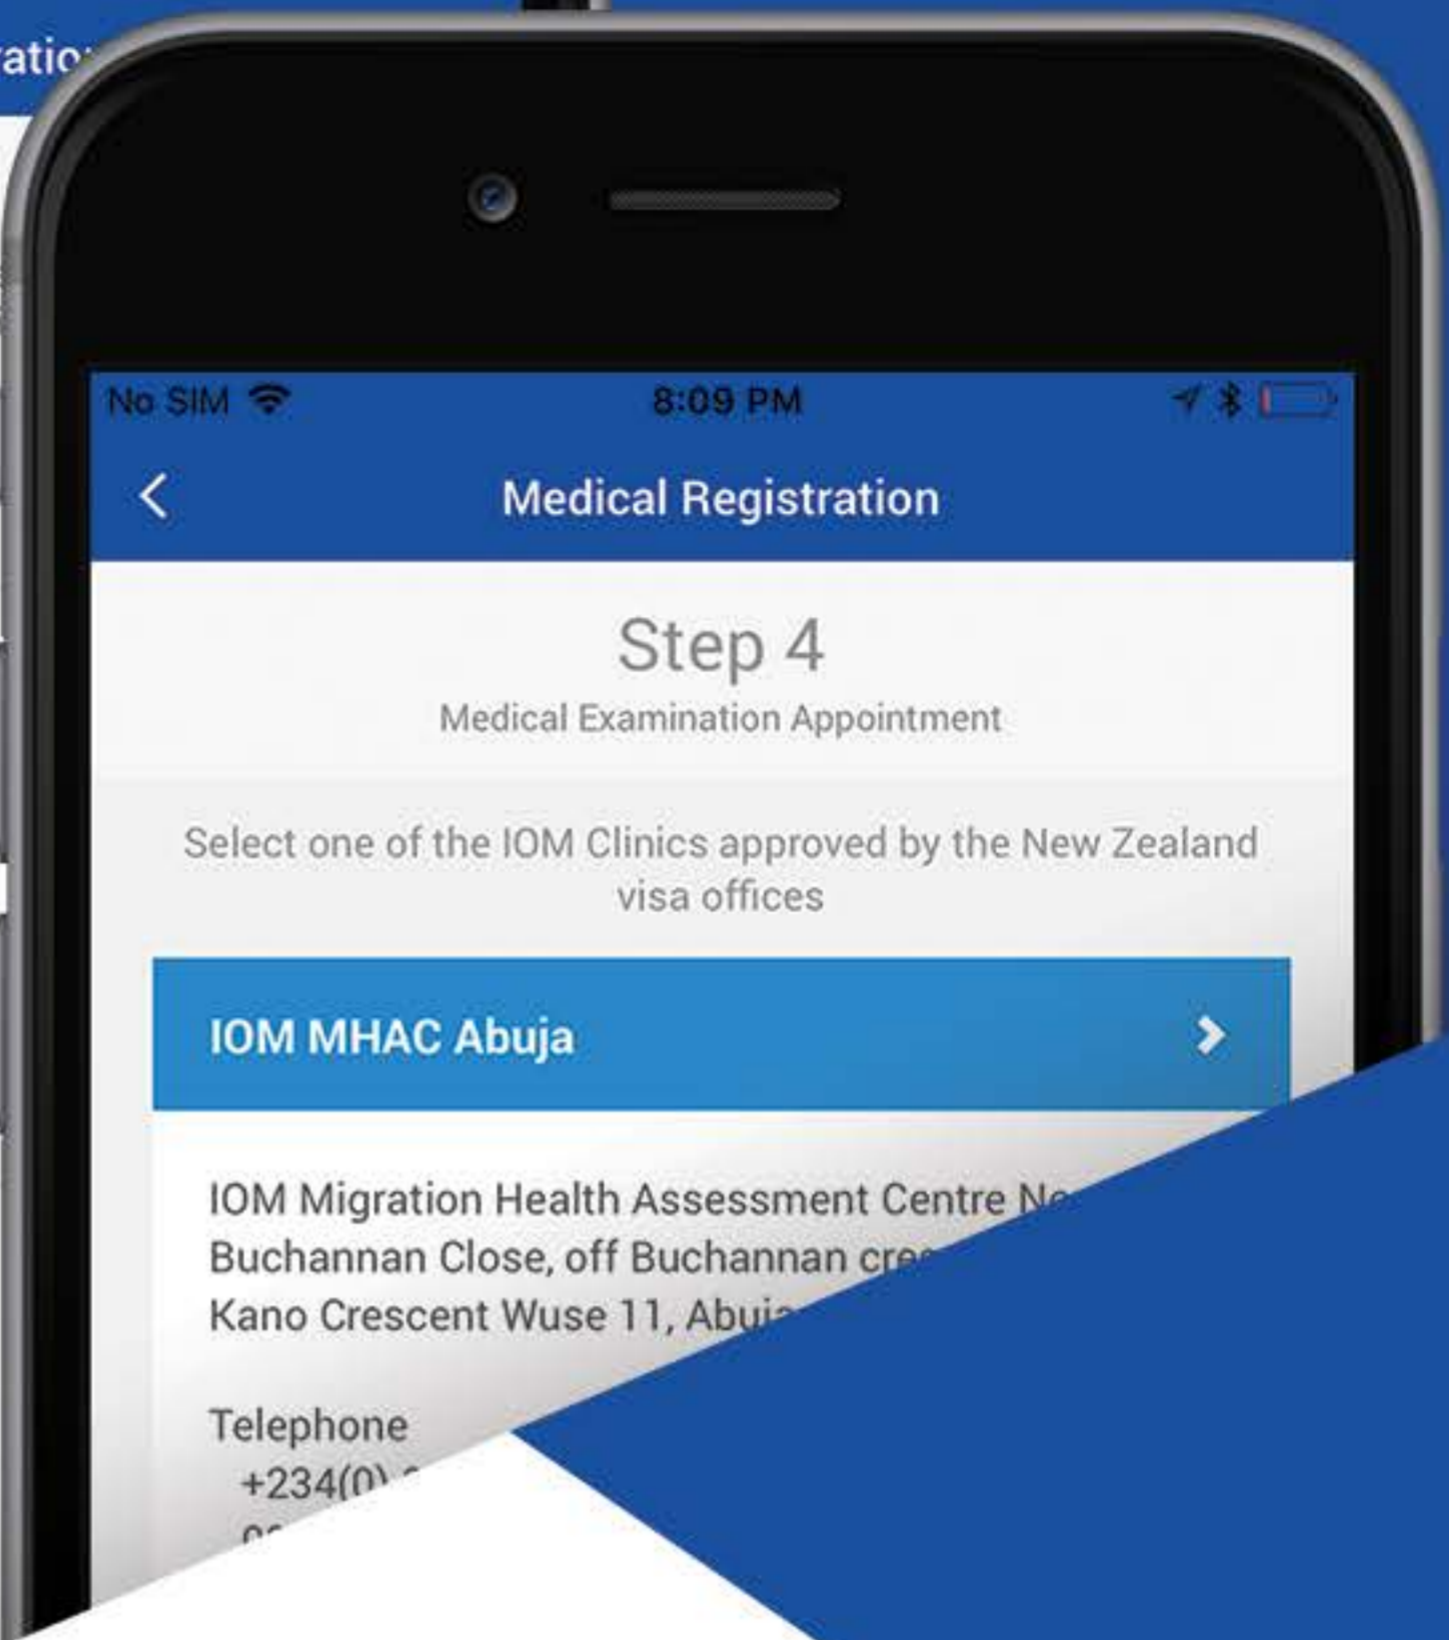 No SIM
8:09 PM
Medical Registration
Step 4
Medical Examination Appointment
Select one of the IOM Clinics approved by the New Zealand
visa offices
IOM MHAC Abuja
IOM Migration Health Assessment Centre
Buchannan Close, off Buchannan
Kano Crescent Wuse 11,
Telephone
+234(0)